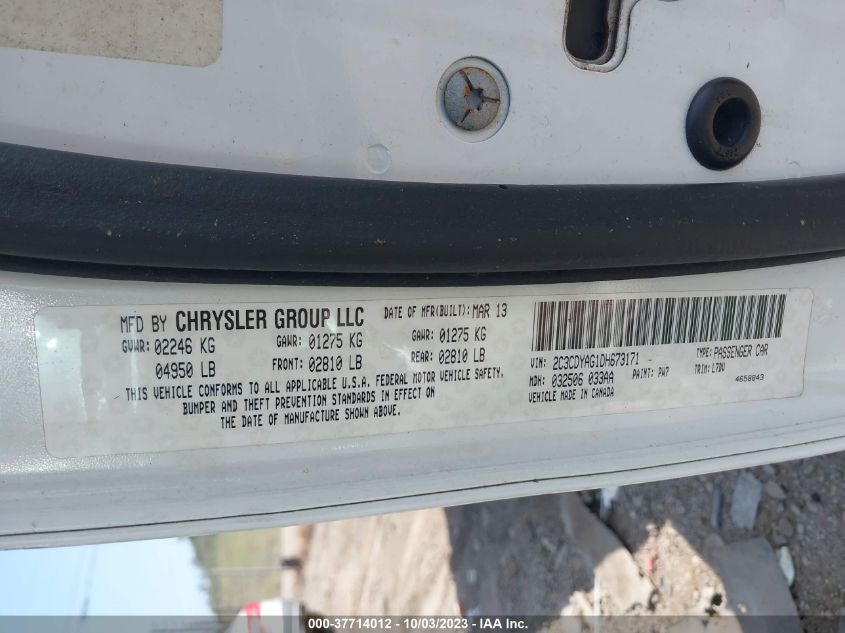 MFD BY CHRYSLER GROUP LLC
DATE OF MFR(BUILT): MAR 13
GVWR: 02246 KG
GAWR: 01275 KG
GAWR: 01275 KG
04950 LB
FRONT: 02810 LB
REAR: 02810 LB
THIS VEHICLE CONFORMS TO ALL APPLICABLE U.S.A. FEDERAL MOTOR VEHICLE SAFETY,
BUMPER AND THEFT PREVENTION STANDARDS IN EFFECT ON
THE DATE OF MANUFACTURE SHOWN ABOVE.
VIN: 2C3CDYAG1DH673171 -
TYPE: PASSENGER CAR
MDH: 032506 033AA
PAINT: PW7
TRIM: L7DV
VEHICLE MADE IN CANADA
4658843
000-37714012 - 10/03/2023 - IAA Inc.